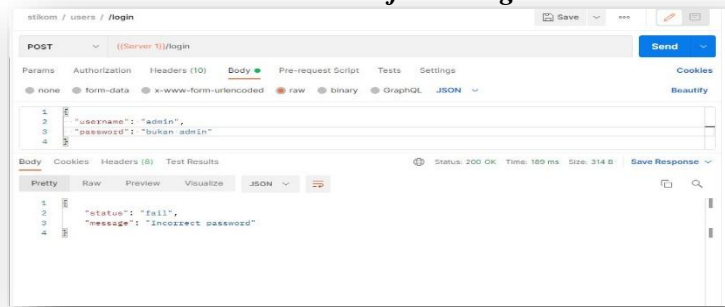 stikom / users / /login Save
POST {{Server 1}}/login Send
Params Authorization Headers (10) Body Pre-request Script Tests Settings Cookies
none form-data x-www-form-urlencoded raw binary GraphQL JSON Beautify
1 {
2 "username": "admin",
3 "password": "bukan admin"
4 }
Body Cookies Headers (8) Test Results Status: 200 OK Time: 189 ms Size: 314 B Save Response
Pretty Raw Preview Visualize JSON
1 {
2 "status": "fail",
3 "message": "Incorrect password"
4 }